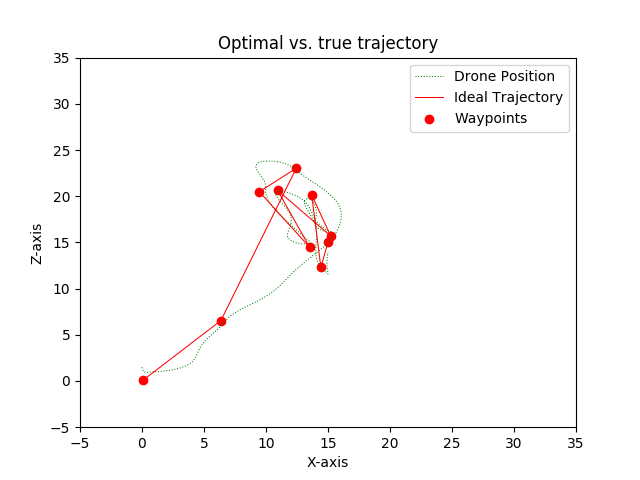 Optimal vs. true trajectory
Drone Position
Ideal Trajectory
Waypoints
Z-axis
35
30
25
20
15
10
5
0
−5
−5 0 5 10 15 20 25 30 35
X-axis